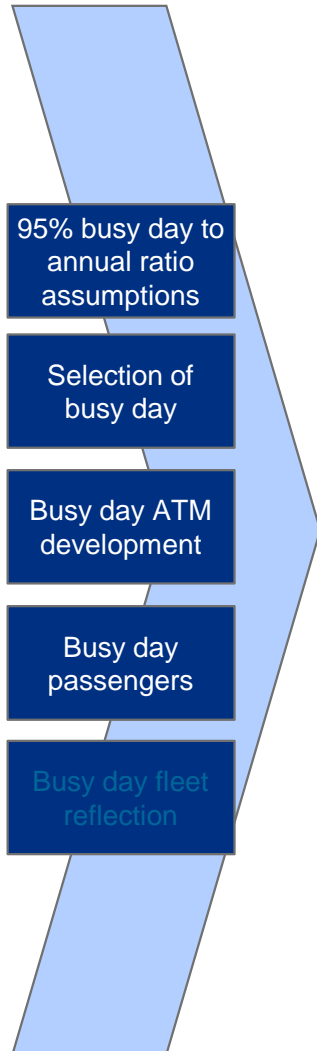 95% busy day to
annual ratio
assumptions
Selection of
busy day
Busy day ATM
development
Busy day
passengers
Busy day fleet
reflection